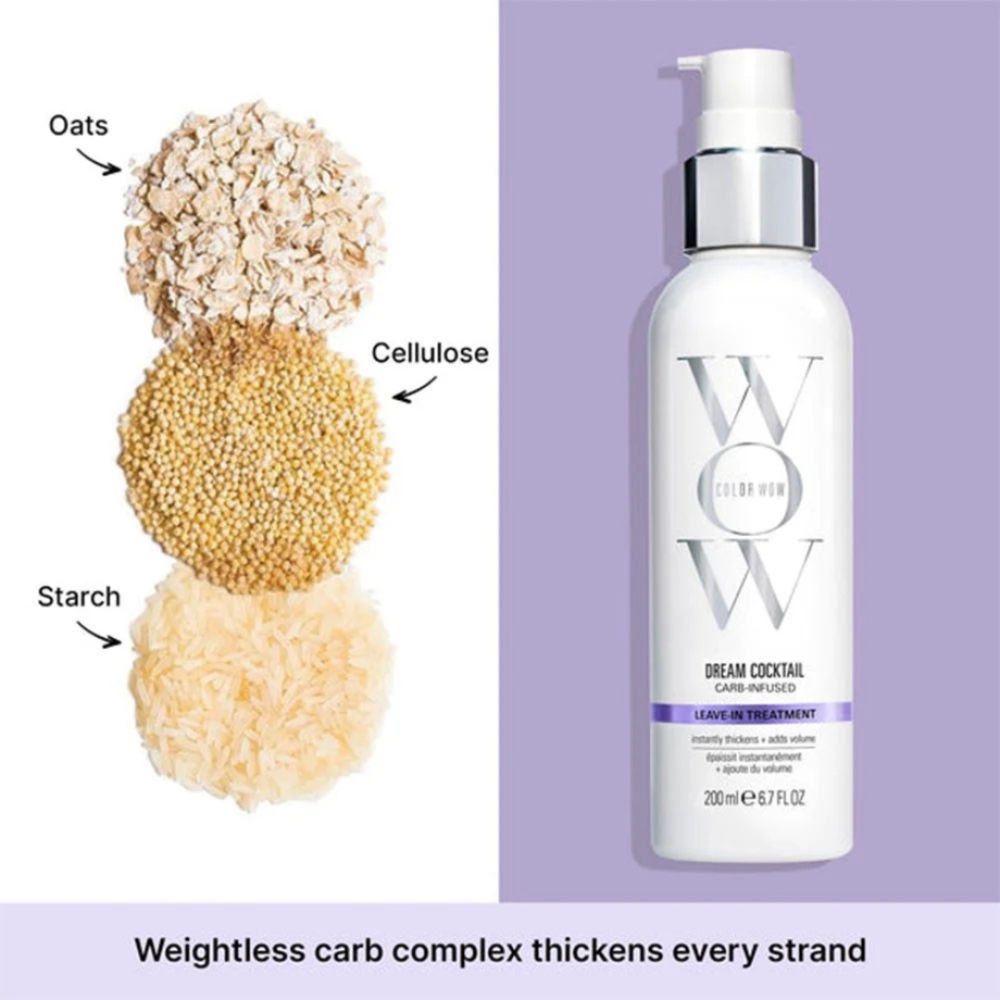 Oats
Cellulose
Starch
W
O
COLOR WOW
W
DREAM COCKTAIL
CARB-INFUSED
LEAVE-IN TREATMENT
instantly thickens + adds volume
épaissit instantanément
+ ajoute du volume
200 ml ℮ 6.7 FL OZ
Weightless carb complex thickens every strand